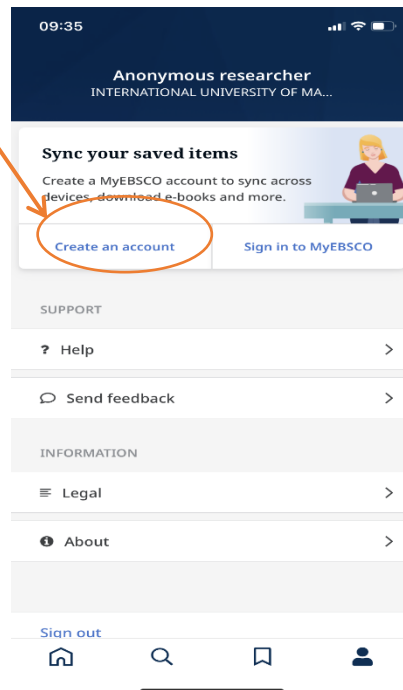 09:35
Anonymous researcher
INTERNATIONAL UNIVERSITY OF MA...
Sync your saved items
Create a MyEBSCO account to sync across
devices, download e-books and more.
Create an account
Sign in to MyEBSCO
SUPPORT
? Help
Send feedback
INFORMATION
Legal
About
Sign out